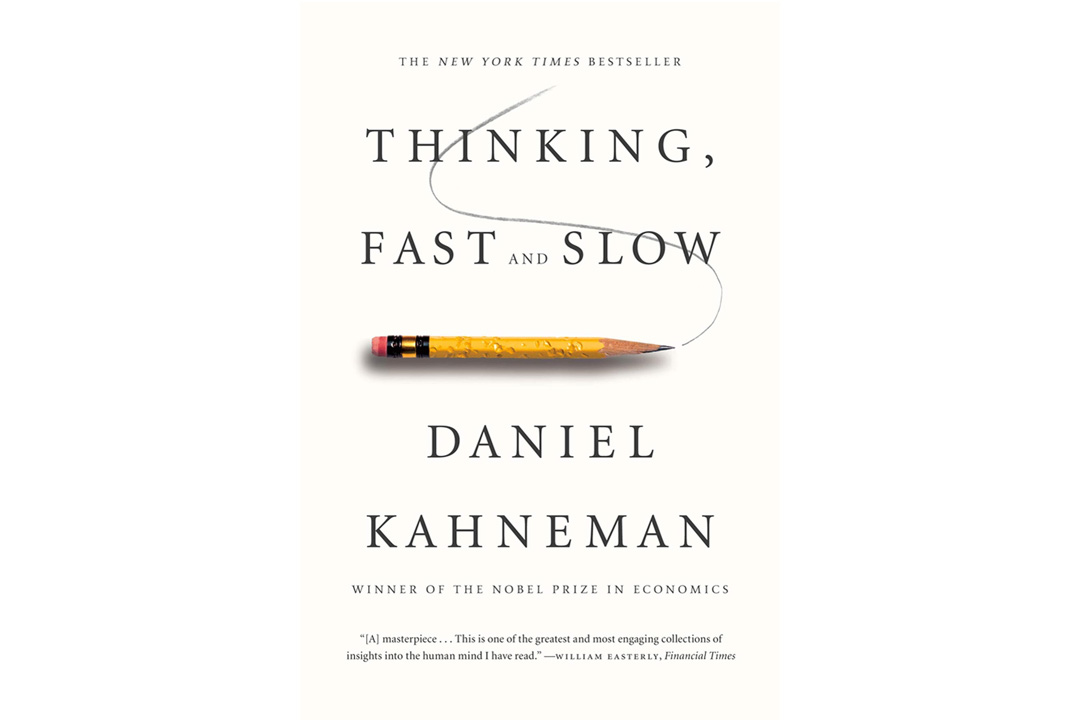 THE NEW YORK TIMES BESTSELLER
THINKING,
FAST AND SLOW
DANIEL
KAHNEMAN
WINNER OF THE NOBEL PRIZE IN ECONOMICS
“[A] masterpiece . . . This is one of the greatest and most engaging collections of
insights into the human mind I have read.” —WILLIAM EASTERLY, Financial Times